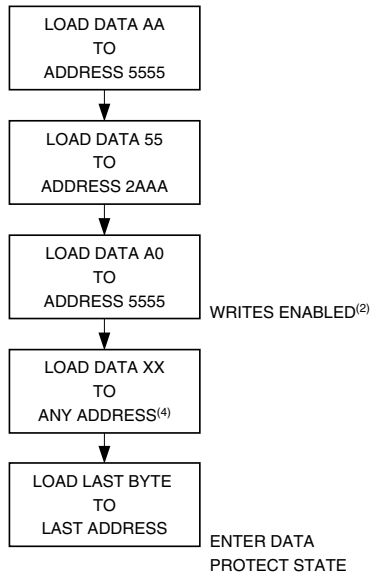 LOAD DATA AA
TO
ADDRESS 5555
LOAD DATA 55
TO
ADDRESS 2AAA
LOAD DATA A0
TO
ADDRESS 5555
WRITES ENABLED(2)
LOAD DATA XX
TO
ANY ADDRESS(4)
LOAD LAST BYTE
TO
LAST ADDRESS
ENTER DATA
PROTECT STATE